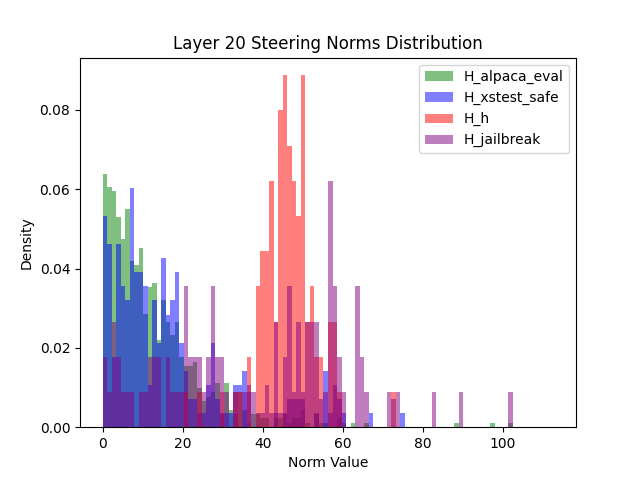 Layer 20 Steering Norms Distribution
H_alpaca_eval
H_xstest_safe
H_h
H_jailbreak
Density
0.08
0.06
0.04
0.02
0.00
0
20
40
60
80
100
Norm Value